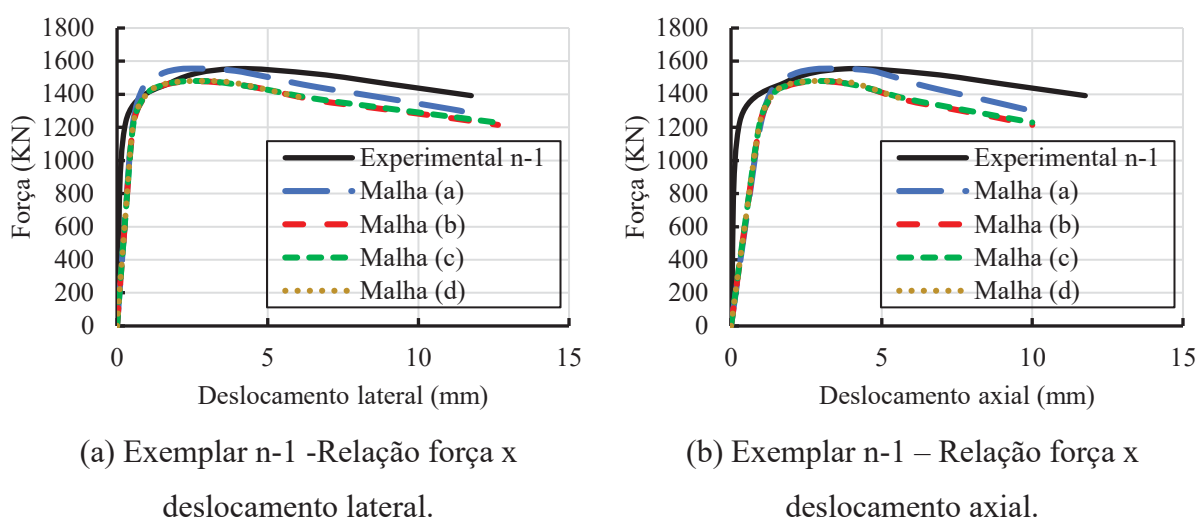 1800
1600
1400
1200
1000
800
600
400
200
0
Força (KN)
0 5 10 15
Deslocamento lateral (mm)
Experimental n-1
Malha (a)
Malha (b)
Malha (c)
Malha (d)
(a) Exemplar n-1 -Relação força x
deslocamento lateral.
1800
1600
1400
1200
1000
800
600
400
200
0
Força (KN)
0 5 10 15
Deslocamento axial (mm)
Experimental n-1
Malha (a)
Malha (b)
Malha (c)
Malha (d)
(b) Exemplar n-1 – Relação força x
deslocamento axial.